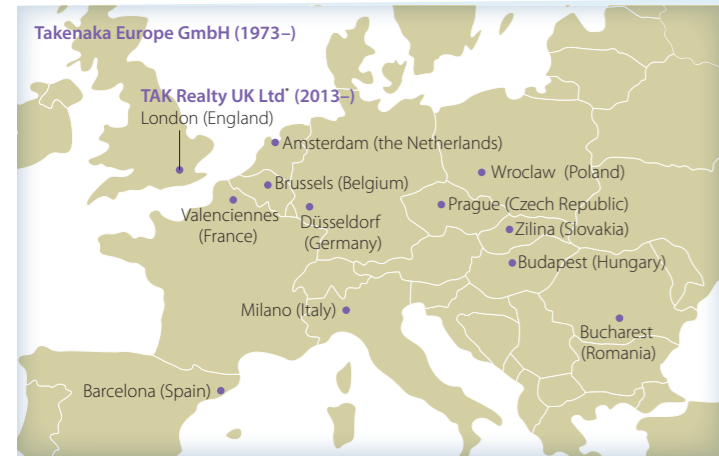 Takenaka Europe GmbH (1973–)
TAK Realty UK Ltd* (2013–)
London (England)
Amsterdam (the Netherlands)
Wroclaw (Poland)
Brussels (Belgium)
Prague (Czech Republic)
Valenciennes
(France)
Düsseldorf
(Germany)
Zilina (Slovakia)
Budapest (Hungary)
Milano (Italy)
Bucharest
(Romania)
Barcelona (Spain)